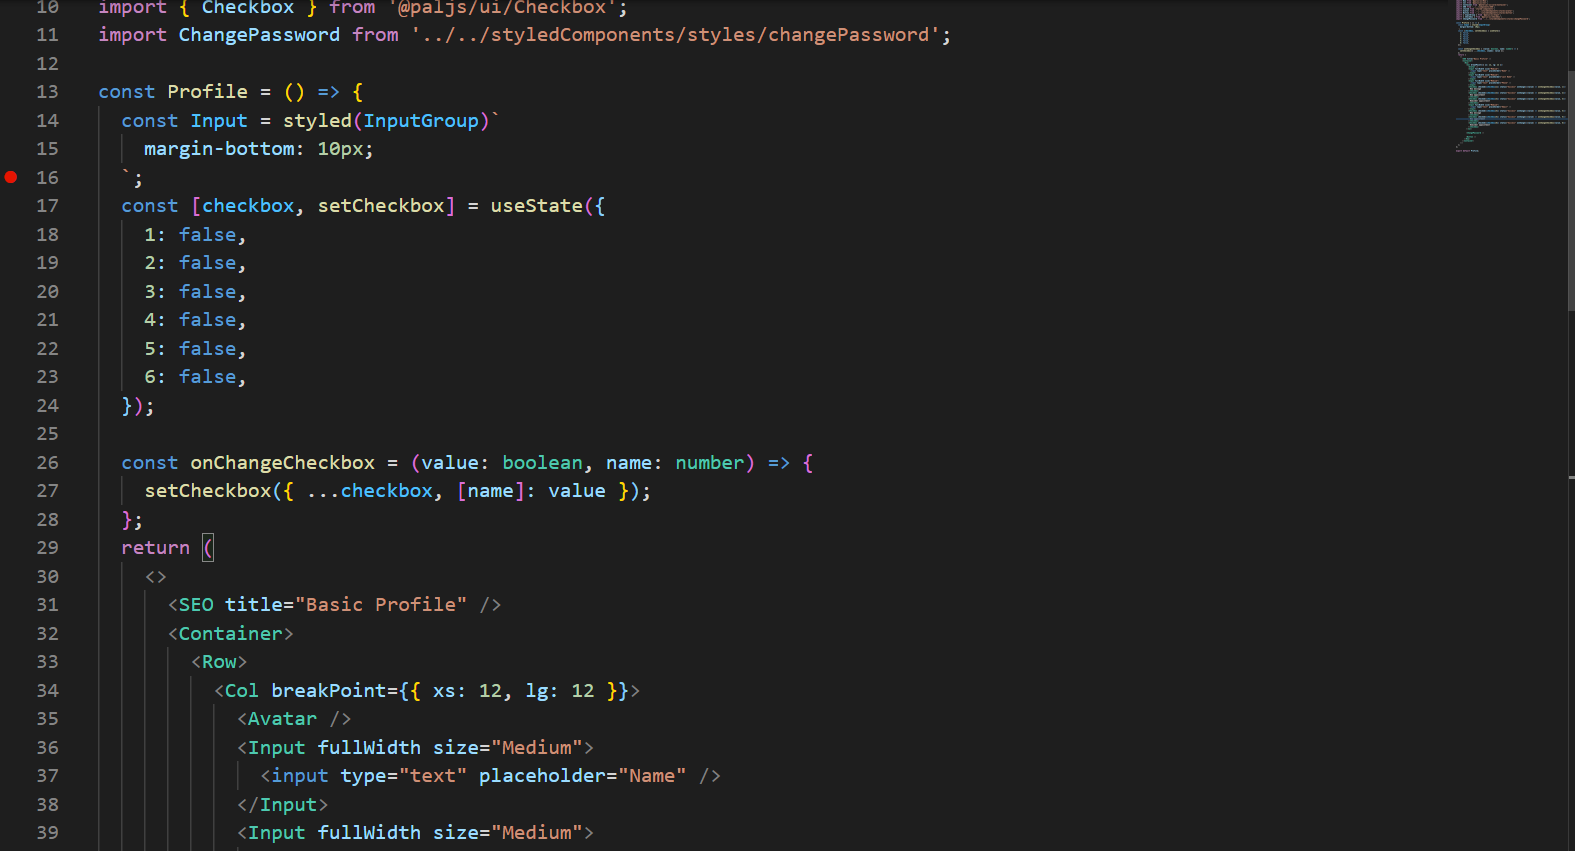 10 import { Checkbox } from '@paljs/ui/Checkbox';
11 import ChangePassword from '../../styledComponents/styles/changePassword';
12
13 const Profile = () => {
14 const Input = styled(InputGroup)`
15 margin-bottom: 10px;
16 `;
17 const [checkbox, setCheckbox] = useState({
18 1: false,
19 2: false,
20 3: false,
21 4: false,
22 5: false,
23 6: false,
24 });
25
26 const onChangeCheckbox = (value: boolean, name: number) => {
27 setCheckbox({ ...checkbox, [name]: value });
28 };
29 return (
30 <>
31 <SEO title="Basic Profile" />
32 <Container>
33 <Row>
34 <Col breakPoint={{ xs: 12, lg: 12 }}>
35 <Avatar />
36 <Input fullWidth size="Medium">
37 <input type="text" placeholder="Name" />
38 </Input>
39 <Input fullWidth size="Medium">